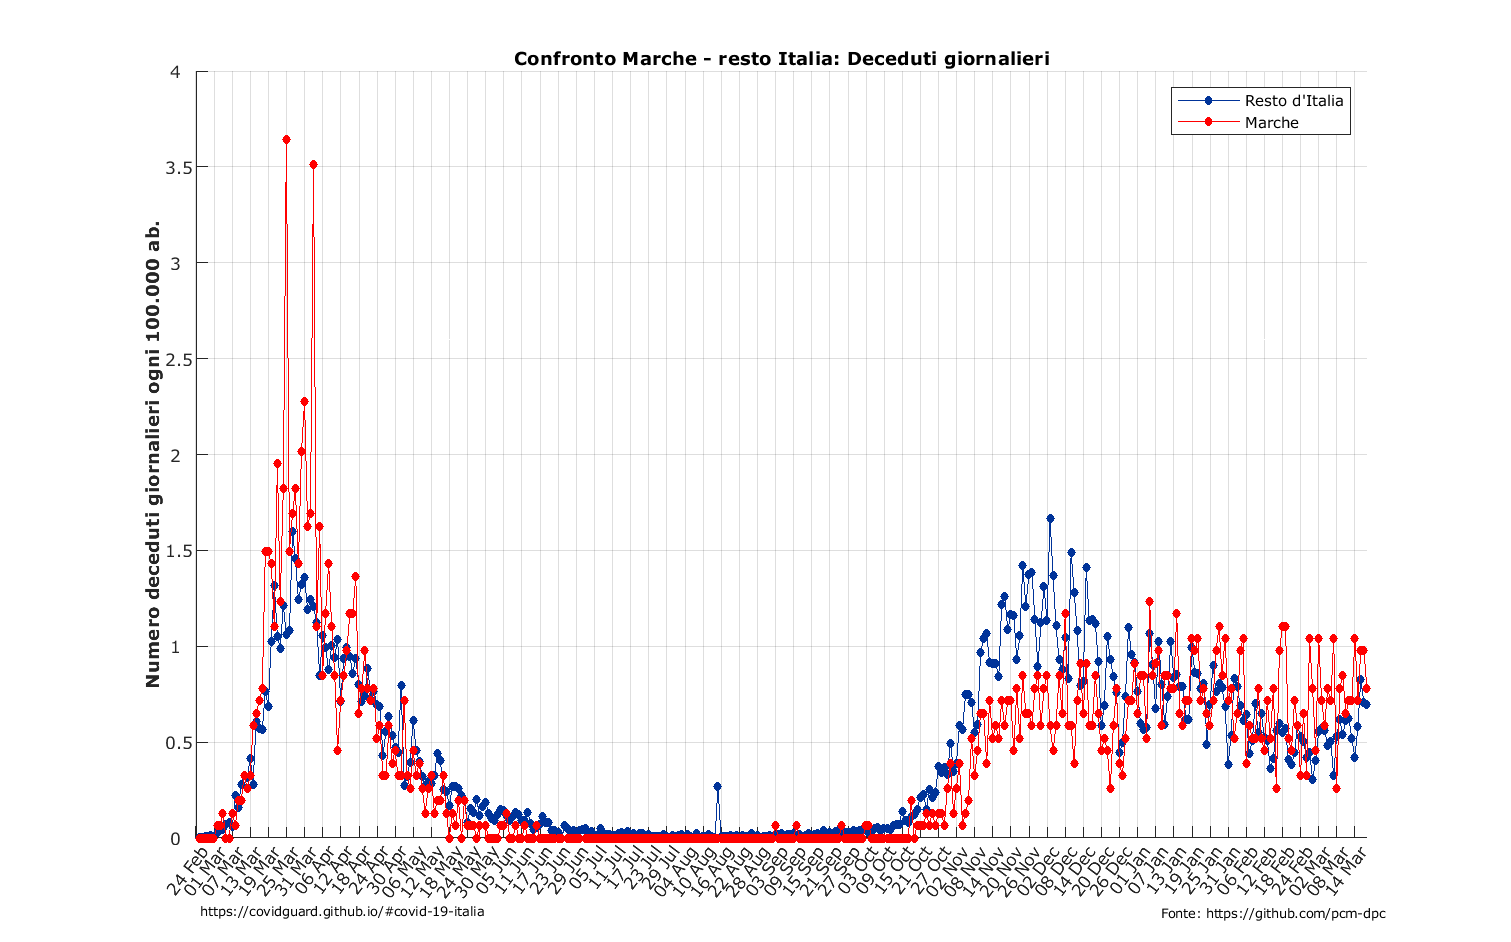 Confronto Marche - resto Italia: Deceduti giornalieri
Resto d'Italia
Marche
Numero deceduti giornalieri ogni 100.000 ab.
4
3.5
3
2.5
2
1.5
1
0.5
0
24 Feb
01 Mar
07 Mar
13 Mar
19 Mar
25 Mar
31 Mar
06 Apr
12 Apr
18 Apr
24 Apr
30 Apr
06 May
12 May
18 May
24 May
30 May
05 Jun
11 Jun
17 Jun
23 Jun
29 Jun
05 Jul
11 Jul
17 Jul
23 Jul
29 Jul
04 Aug
10 Aug
16 Aug
22 Aug
28 Aug
03 Sep
09 Sep
15 Sep
21 Sep
27 Sep
03 Oct
09 Oct
15 Oct
21 Oct
27 Oct
02 Nov
08 Nov
14 Nov
20 Nov
26 Nov
02 Dec
08 Dec
14 Dec
20 Dec
26 Dec
01 Jan
07 Jan
13 Jan
19 Jan
25 Jan
31 Jan
06 Feb
12 Feb
18 Feb
24 Feb
02 Mar
08 Mar
14 Mar
https://covidguard.github.io/#covid-19-italia
Fonte: https://github.com/pcm-dpc